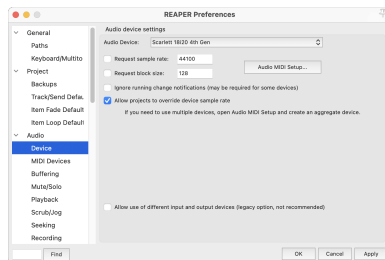 REAPER Preferences
General
Paths
Keyboard/Multito
Project
Backups
Track/Send Defau
Item Fade Default
Item Loop Default
Audio
Device
MIDI Devices
Buffering
Mute/Solo
Playback
Scrub/Jog
Seeking
Recording
Find
Audio device settings
Audio Device: Scarlett 18i20 4th Gen
Request sample rate: 44100
Audio MIDI Setup...
Request block size: 128
Ignore running change notifications (may be required for some devices)
Allow projects to override device sample rate
If you need to use multiple devices, open Audio MIDI Setup and create an aggregate device.
Allow use of different input and output devices (legacy option, not recommended)
OK Cancel Apply